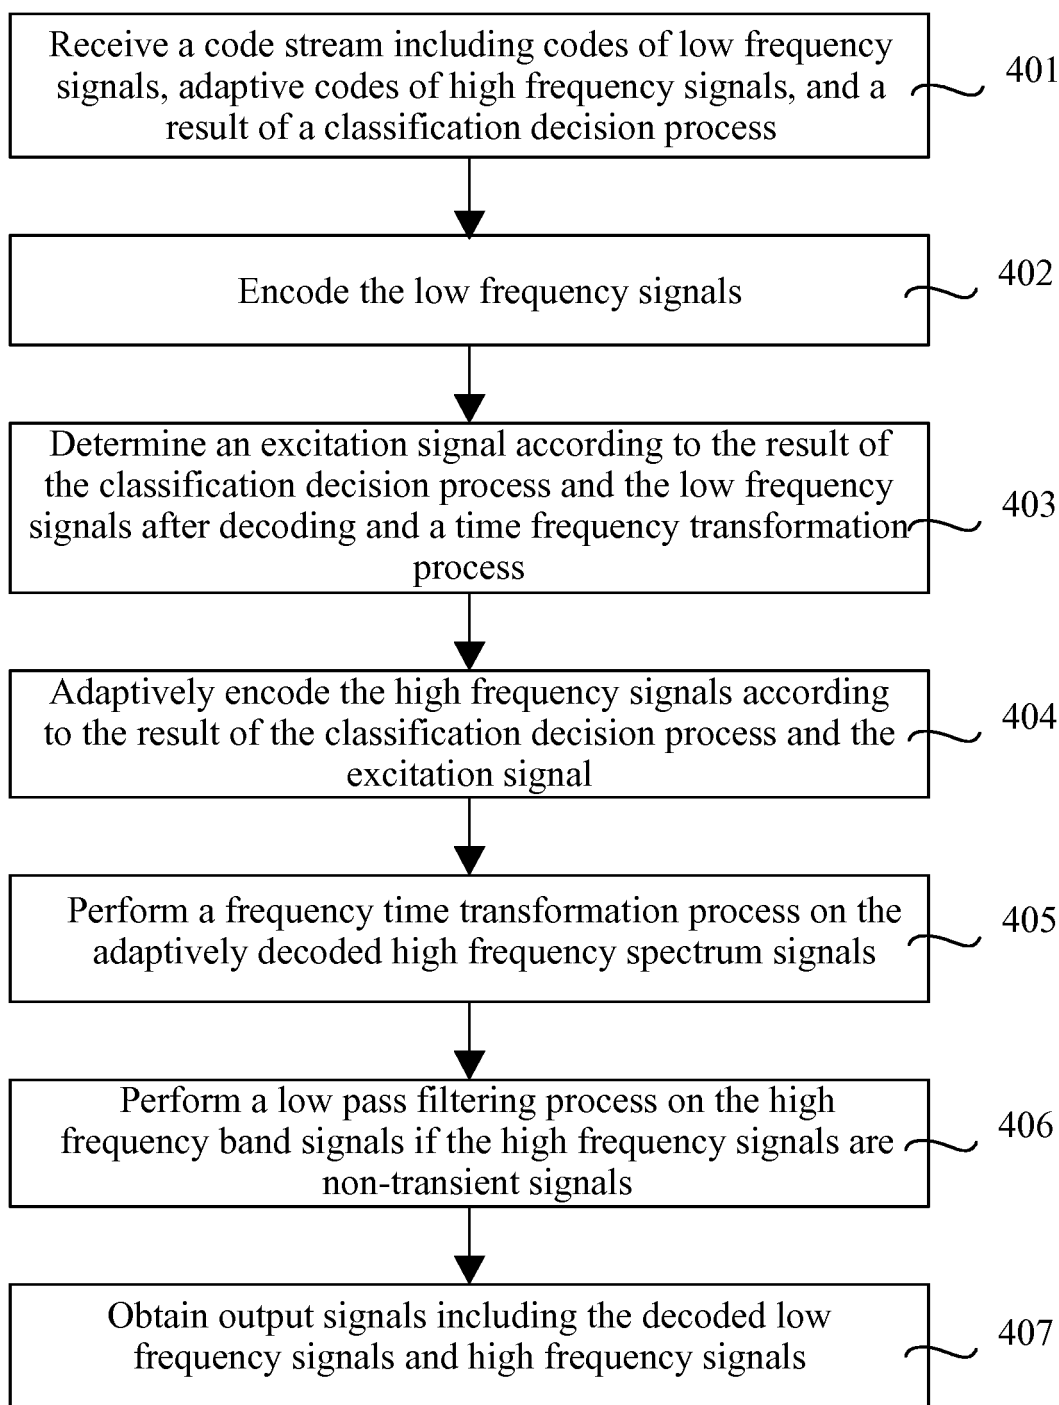 Receive a code stream including codes of low frequency
signals, adaptive codes of high frequency signals, and a
result of a classification decision process
401
Encode the low frequency signals
402
Determine an excitation signal according to the result of
the classification decision process and the low frequency
signals after decoding and a time frequency transformation
process
403
Adaptively encode the high frequency signals according
to the result of the classification decision process and the
excitation signal
404
Perform a frequency time transformation process on the
adaptively decoded high frequency spectrum signals
405
Perform a low pass filtering process on the high
frequency band signals if the high frequency signals are
non-transient signals
406
Obtain output signals including the decoded low
frequency signals and high frequency signals
407